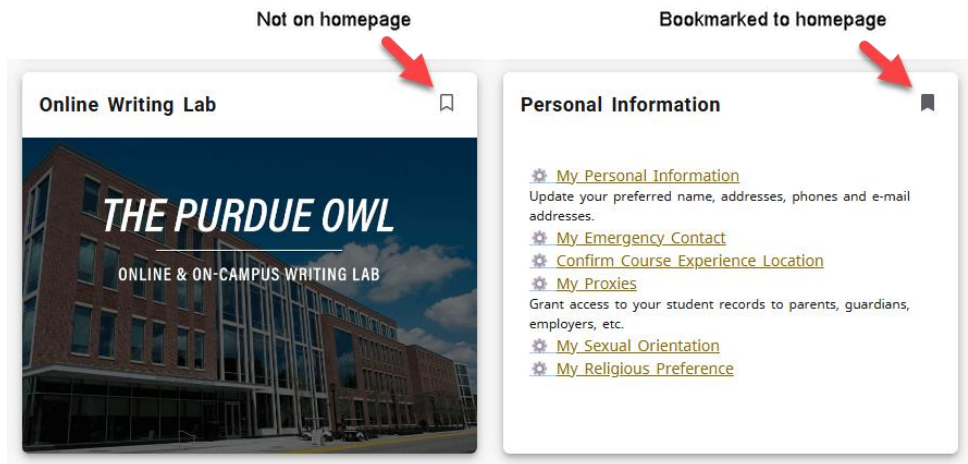 Not on homepage
Bookmarked to homepage
Online Writing Lab
THE PURDUE OWL
ONLINE & ON-CAMPUS WRITING LAB
Personal Information
My Personal Information
Update your preferred name, addresses, phones and e-mail
addresses.
My Emergency Contact
Confirm Course Experience Location
My Proxies
Grant access to your student records to parents, guardians,
employers, etc.
My Sexual Orientation
My Religious Preference